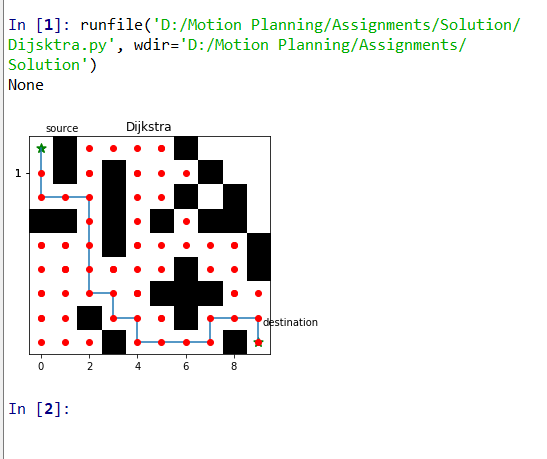 In [1]: runfile('D:/Motion Planning/Assignments/Solution/
Dijsktra.py', wdir='D:/Motion Planning/Assignments/
Solution')
None
source
Dijkstra
1
destination
0 2 4 6 8
In [2]: